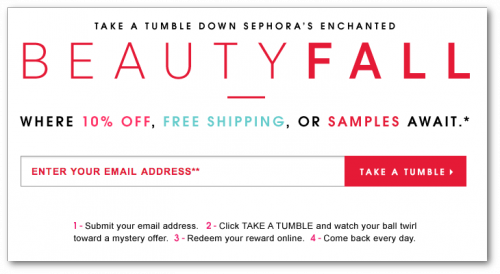 TAKE A TUMBLE DOWN SEPHORA'S ENCHANTED
BEAUTYFALL
WHERE 10% OFF, FREE SHIPPING, OR SAMPLES AWAIT.*
ENTER YOUR EMAIL ADDRESS** TAKE A TUMBLE
1 - Submit your email address. 2 - Click TAKE A TUMBLE and watch your ball twirl
toward a mystery offer. 3 - Redeem your reward online. 4 - Come back every day.